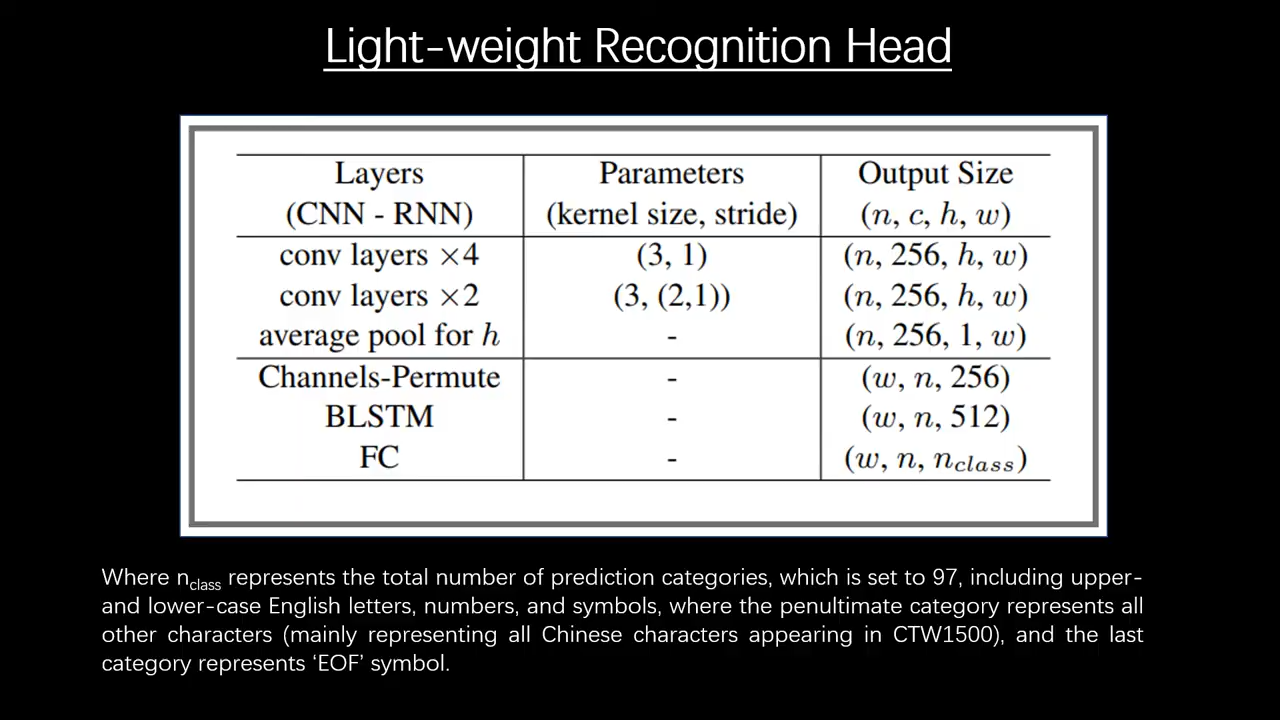 Light-weight Recognition Head
Layers Parameters Output Size
(CNN - RNN) (kernel size, stride) (n, c, h, w)
conv layers ×4 (3, 1) (n, 256, h, w)
conv layers ×2 (3, (2,1)) (n, 256, h, w)
average pool for h - (n, 256, 1, w)
Channels-Permute - (w, n, 256)
BLSTM - (w, n, 512)
FC - (w, n, nclass)
Where nclass represents the total number of prediction categories, which is set to 97, including upper-
and lower-case English letters, numbers, and symbols, where the penultimate category represents all
other characters (mainly representing all Chinese characters appearing in CTW1500), and the last
category represents ‘EOF’ symbol.